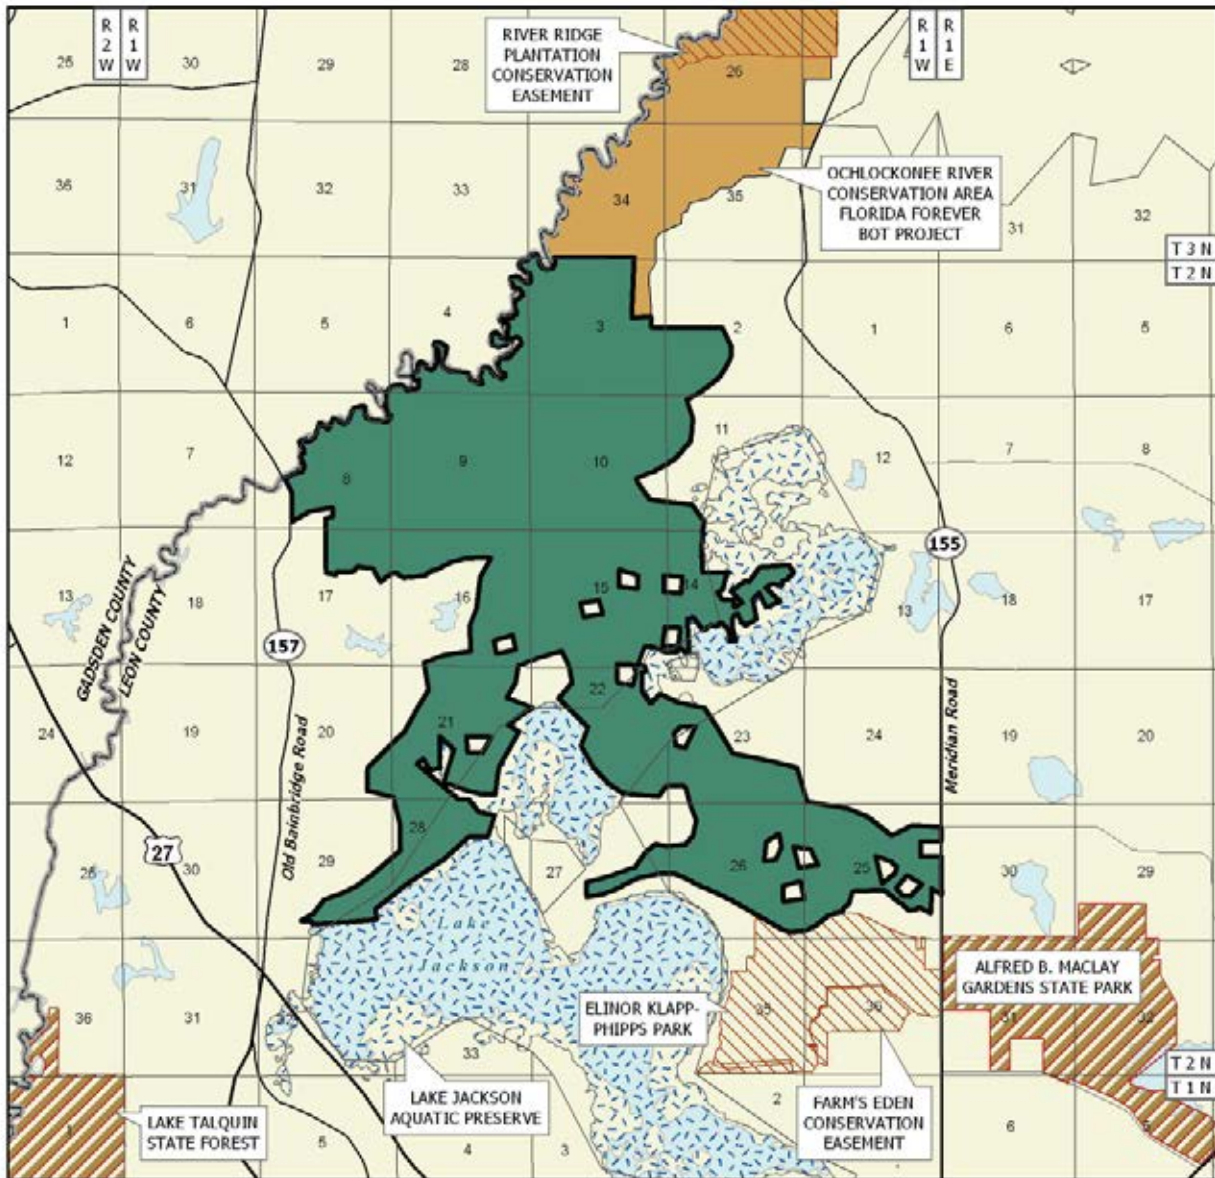 R R
2 1
W W
RIVER RIDGE
PLANTATION
CONSERVATION
EASEMENT
R R
1 1
W E
25 30 29 28 26
OCHLOCKONEE RIVER
CONSERVATION AREA
FLORIDA FOREVER
BOT PROJECT
36 31 32 33 34 35 31 32
T 3 N
T 2 N
1 6 5 4 3 2 1 6 5
12 7 8 9 10 11 12 7 8
155
GADSDEN COUNTY
LEON COUNTY
13 18 17 16 15 14 13 18 17
157
24 19 20 21 22 23 24 19 20
Old Bainbridge Road
Meridian Road
27
25 30 29 28 27 26 25 30 29
Lake
Jackson
ELINOR KLAPP-
PHIPPS PARK
ALFRED B. MACLAY
GARDENS STATE PARK
36 31 32 33 35 36 31 32
LAKE JACKSON
AQUATIC PRESERVE
FARM'S EDEN
CONSERVATION
EASEMENT
T 2 N
T 1 N
LAKE TALQUIN
STATE FOREST
1 5 4 3 2 6 5